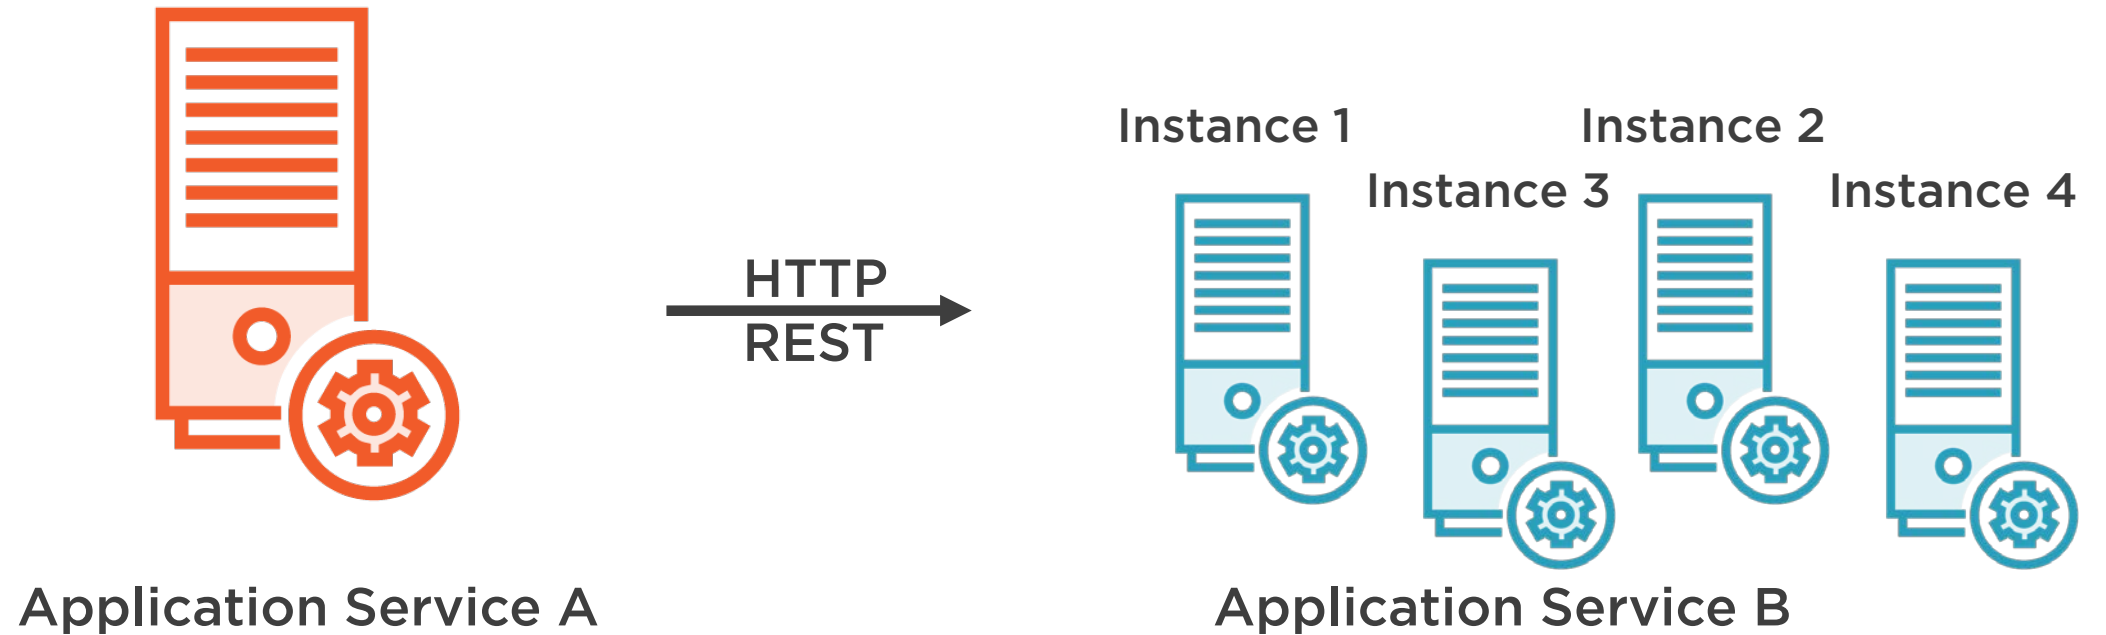 Instance 1
Instance 2
Instance 3
Instance 4
HTTP
REST
Application Service A
Application Service B